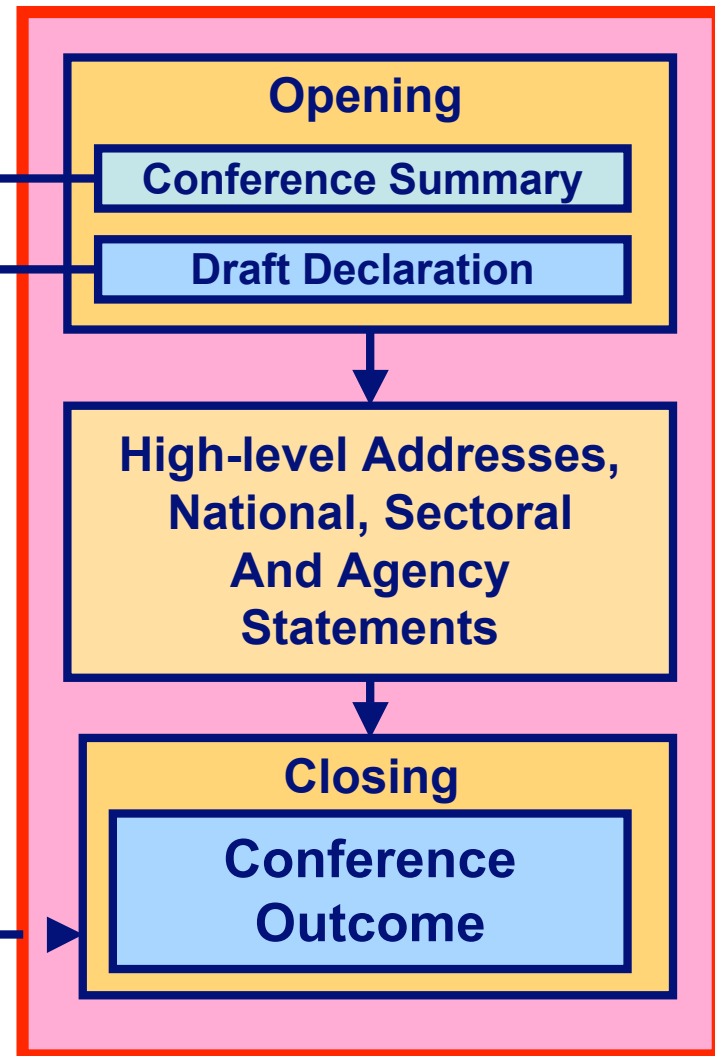 Opening
Conference Summary
Draft Declaration
High-level Addresses,
National, Sectoral
And Agency
Statements
Closing
Conference
Outcome